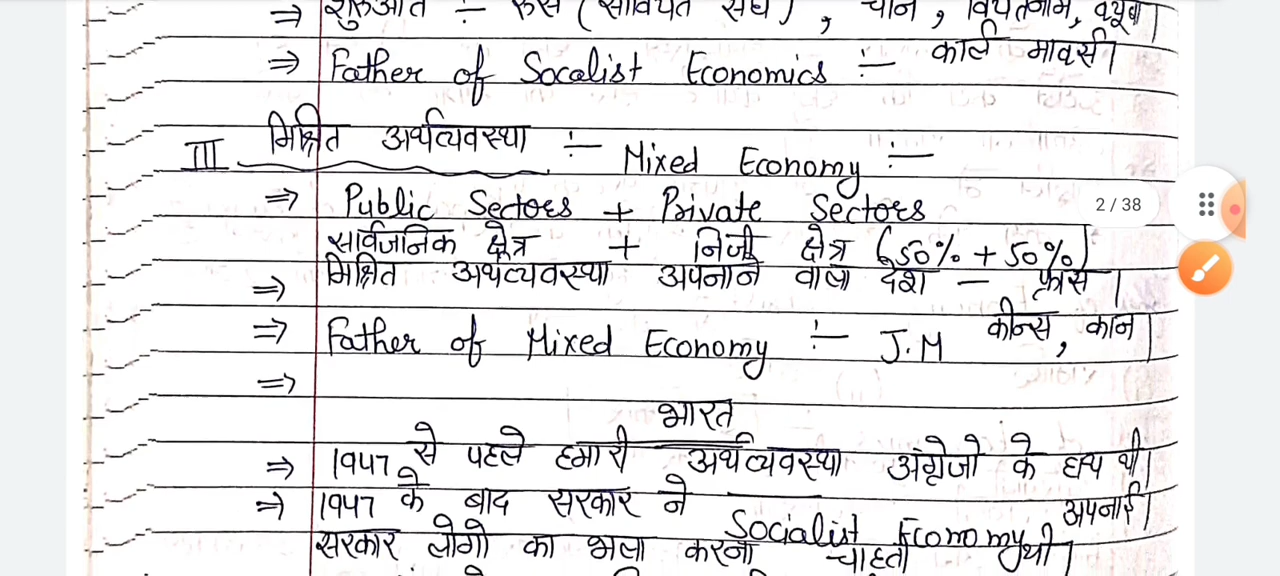 ⇒ शुरुआत ÷ रूस (सोवियत संघ), चीन, वियतनाम, क्यूबा।
⇒ Father of Socalist Economics ÷ कार्ल मार्क्स।
III मिश्रित अर्थव्यवस्था ÷ Mixed Economy ÷
⇒ Public Sectors + Private Sectors
सार्वजनिक क्षेत्र + निजी क्षेत्र (50% + 50%)
⇒ मिश्रित अर्थव्यवस्था अपनाने वाला देश — फ्रांस।
⇒ Father of Mixed Economy ÷ J.M कीन्स, कान।
⇒
भारत
⇒ 1947 से पहले हमारी अर्थव्यवस्था अंग्रेजो के हाथ थी।
⇒ 1947 के बाद सरकार ने Socialist Economy अपनाई।
सरकार लोगो का भला करना चाहती थी।
2 / 38